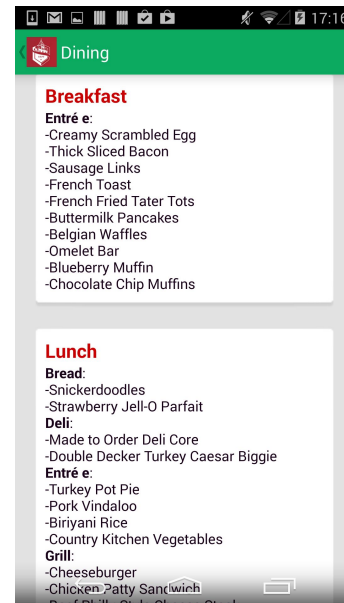 17:16
Dining
Breakfast
Entré e:
-Creamy Scrambled Egg
-Thick Sliced Bacon
-Sausage Links
-French Toast
-French Fried Tater Tots
-Buttermilk Pancakes
-Belgian Waffles
-Omelet Bar
-Blueberry Muffin
-Chocolate Chip Muffins
Lunch
Bread:
-Snickerdoodles
-Strawberry Jell-O Parfait
Deli:
-Made to Order Deli Core
-Double Decker Turkey Caesar Biggie
Entré e:
-Turkey Pot Pie
-Pork Vindaloo
-Biriyani Rice
-Country Kitchen Vegetables
Grill:
-Cheeseburger
-Chicken Patty Sandwich